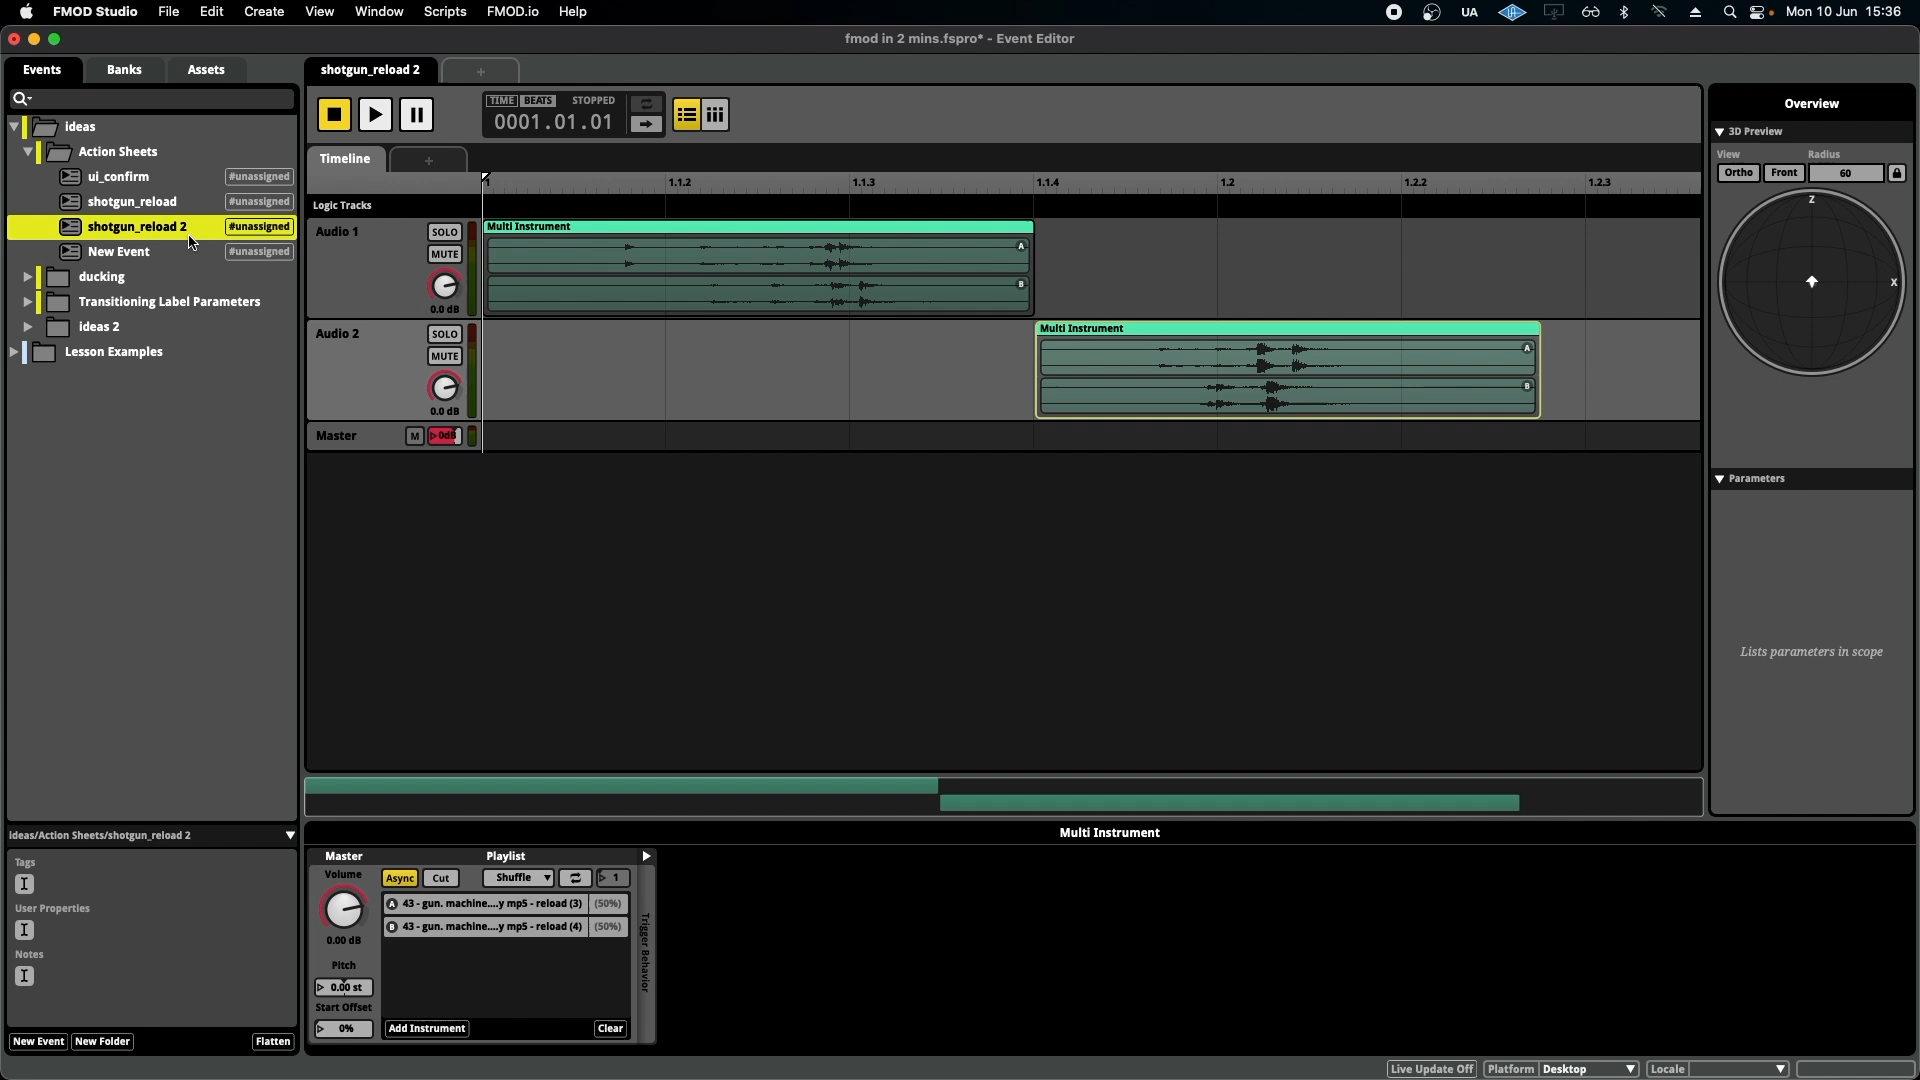 FMOD Studio File Edit Create View Window Scripts FMOD.io Help UA Mon 10 Jun 15:36
fmod in 2 mins.fspro* - Event Editor
Events Banks Assets
shotgun_reload 2 +
TIME BEATS STOPPED
0001.01.01
ideas
Action Sheets
ui_confirm #unassigned
shotgun_reload #unassigned
shotgun_reload 2 #unassigned
New Event #unassigned
ducking
Transitioning Label Parameters
ideas 2
Lesson Examples
Timeline +
1 1.1.2 1.1.3 1.1.4 1.2 1.2.2 1.2.3
Logic Tracks
Audio 1 SOLO
MUTE
0.0 dB
Multi Instrument
A
B
Audio 2 SOLO
MUTE
0.0 dB
Multi Instrument
A
B
Master M 0dB
Overview
3D Preview
View Radius
Ortho Front 60
Z
X
Parameters
Lists parameters in scope
ideas/Action Sheets/shotgun_reload 2
Tags
User Properties
Notes
New Event New Folder Flatten
Multi Instrument
Master Playlist
Volume Async Cut Shuffle 1
0.00 dB
A 43 - gun. machine....y mp5 - reload (3) (50%)
B 43 - gun. machine....y mp5 - reload (4) (50%)
Pitch
0.00 st
Start Offset
0%
Add Instrument Clear
Trigger Behavior
Live Update Off Platform Desktop Locale